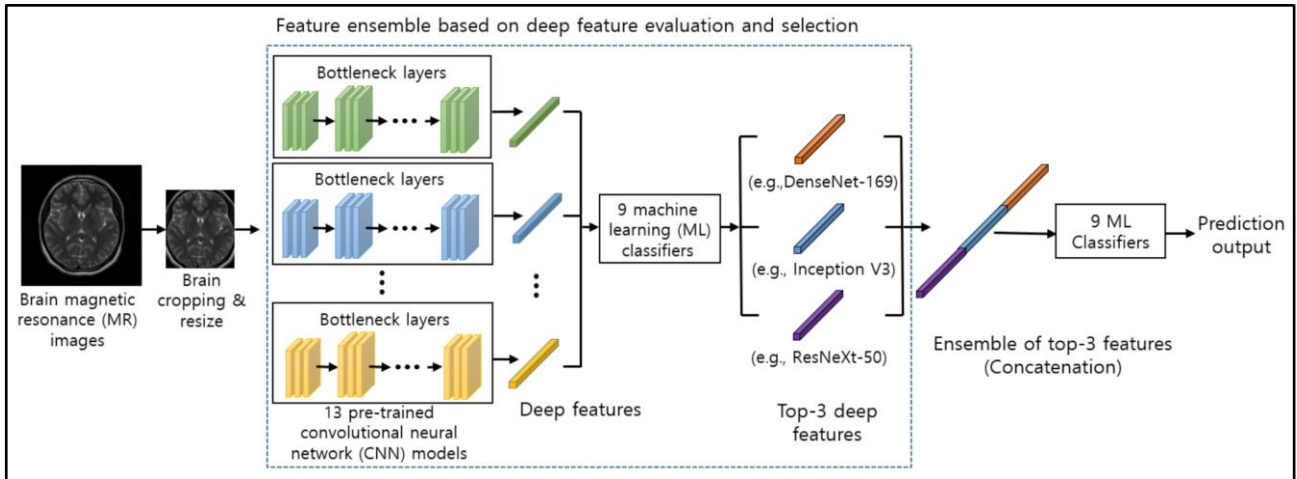 Feature ensemble based on deep feature evaluation and selection
Bottleneck layers
Bottleneck layers
Bottleneck layers
Brain magnetic
resonance (MR)
images
Brain
cropping &
resize
13 pre-trained
convolutional neural
network (CNN) models
Deep features
9 machine
learning (ML)
classifiers
(e.g.,DenseNet-169)
(e.g., Inception V3)
(e.g., ResNeXt-50)
Top-3 deep
features
Ensemble of top-3 features
(Concatenation)
9 ML
Classifiers
Prediction
output